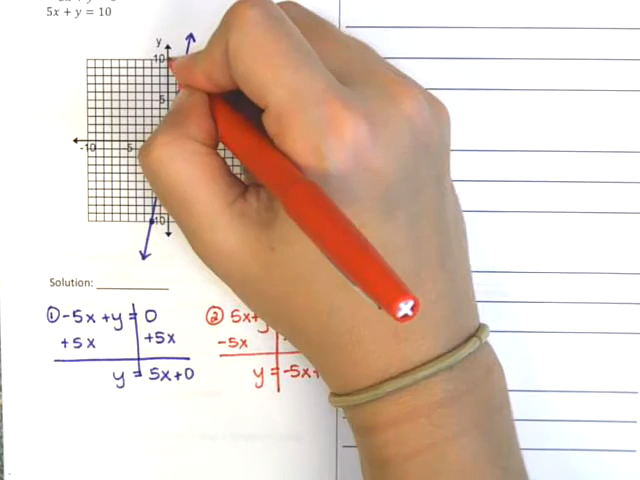 5x + y = 10
y
10
5
-10 -5
-10
Solution:
① -5x + y = 0
+5x +5x
y = 5x+0
② 5x+y
-5x
y = -5x+